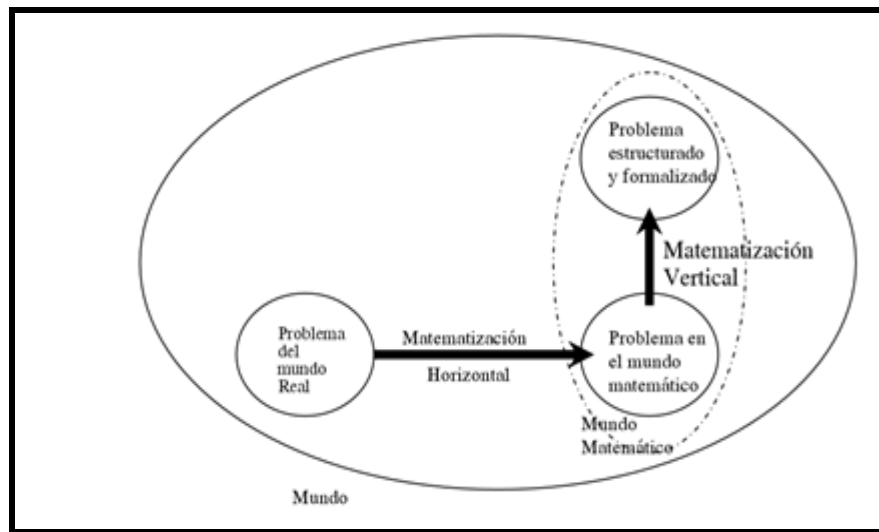 Problema
estructurado
y formalizado
Matematización
Vertical
Problema
del
mundo
Real
Matematización
Horizontal
Problema en
el mundo
matemático
Mundo
Matemático
Mundo